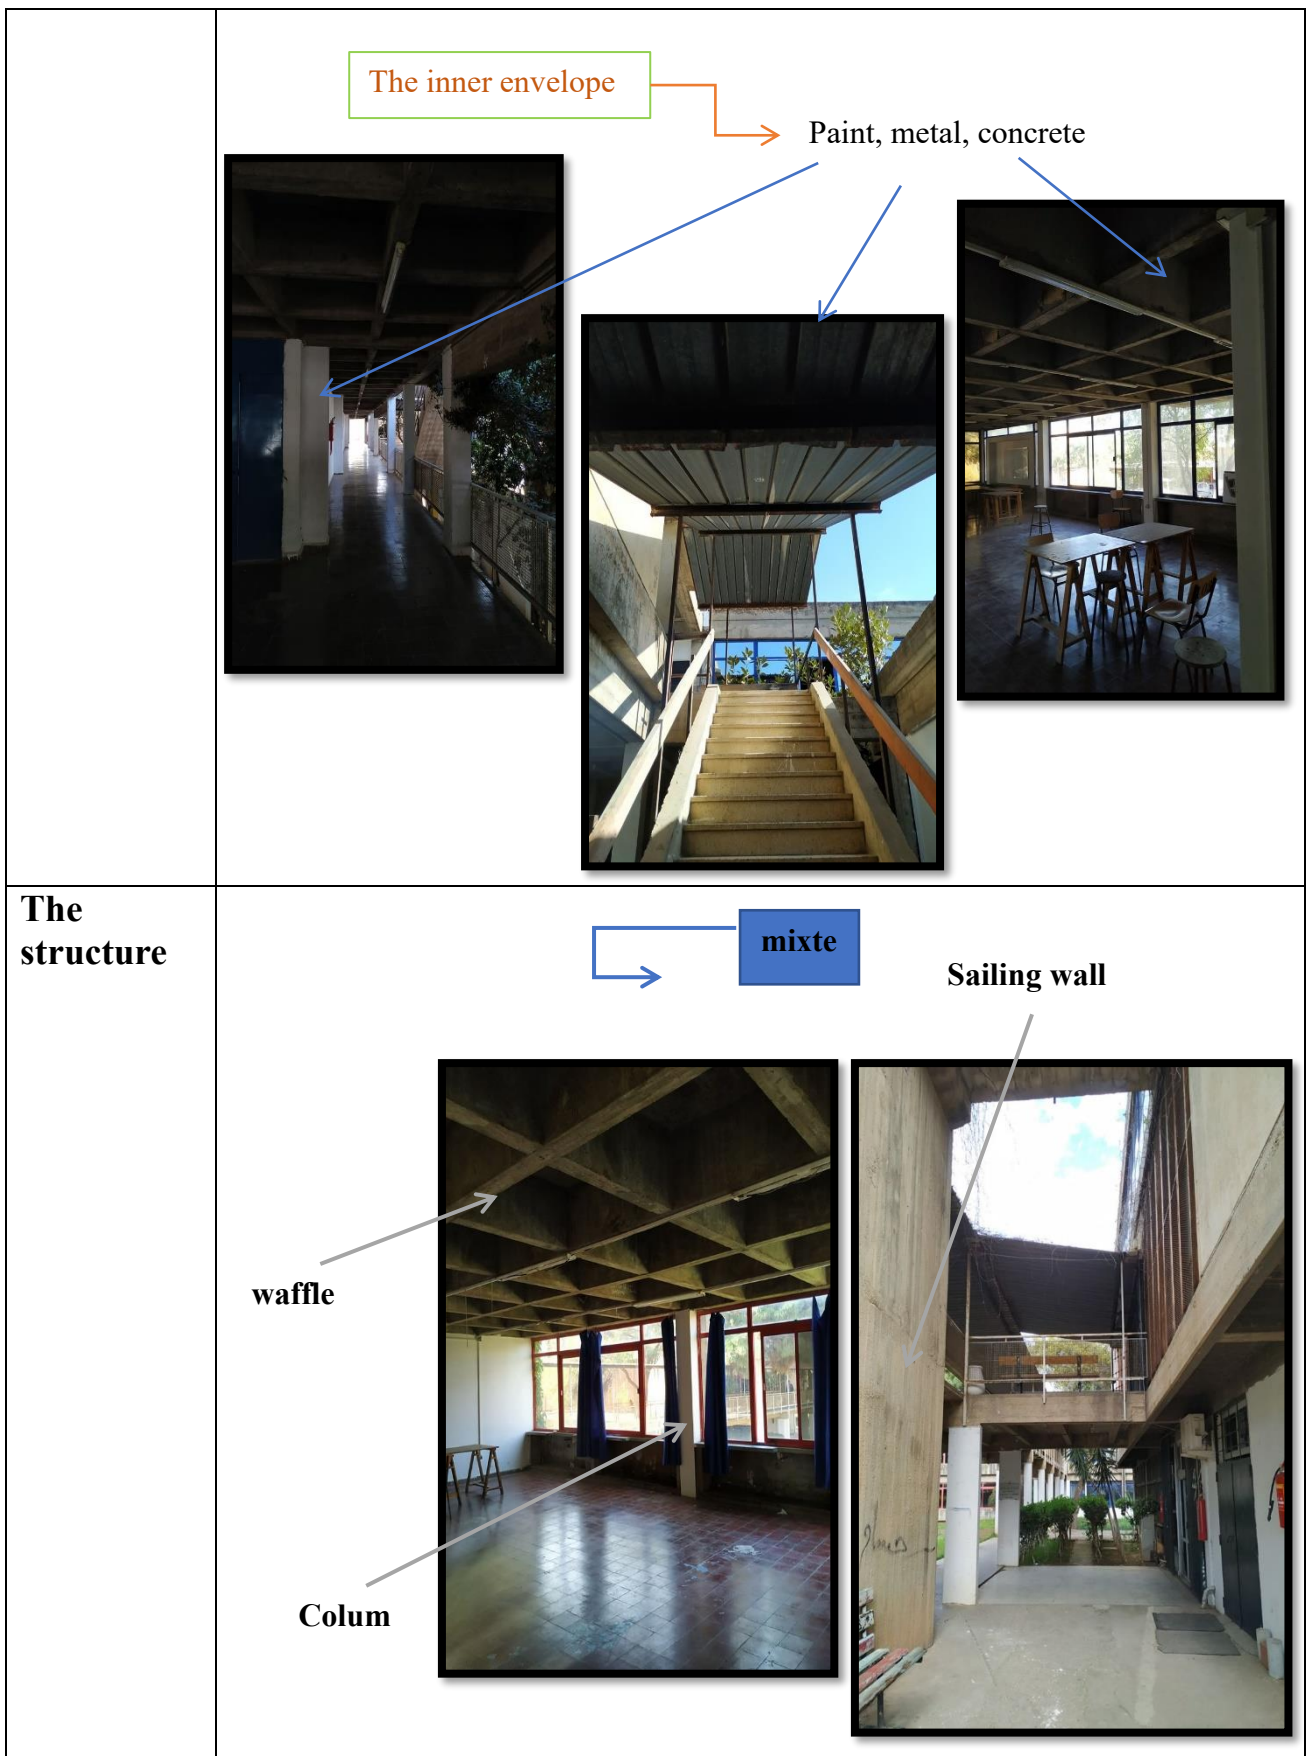 The inner envelope
Paint, metal, concrete
The
structure
mixte
Sailing wall
waffle
Colum